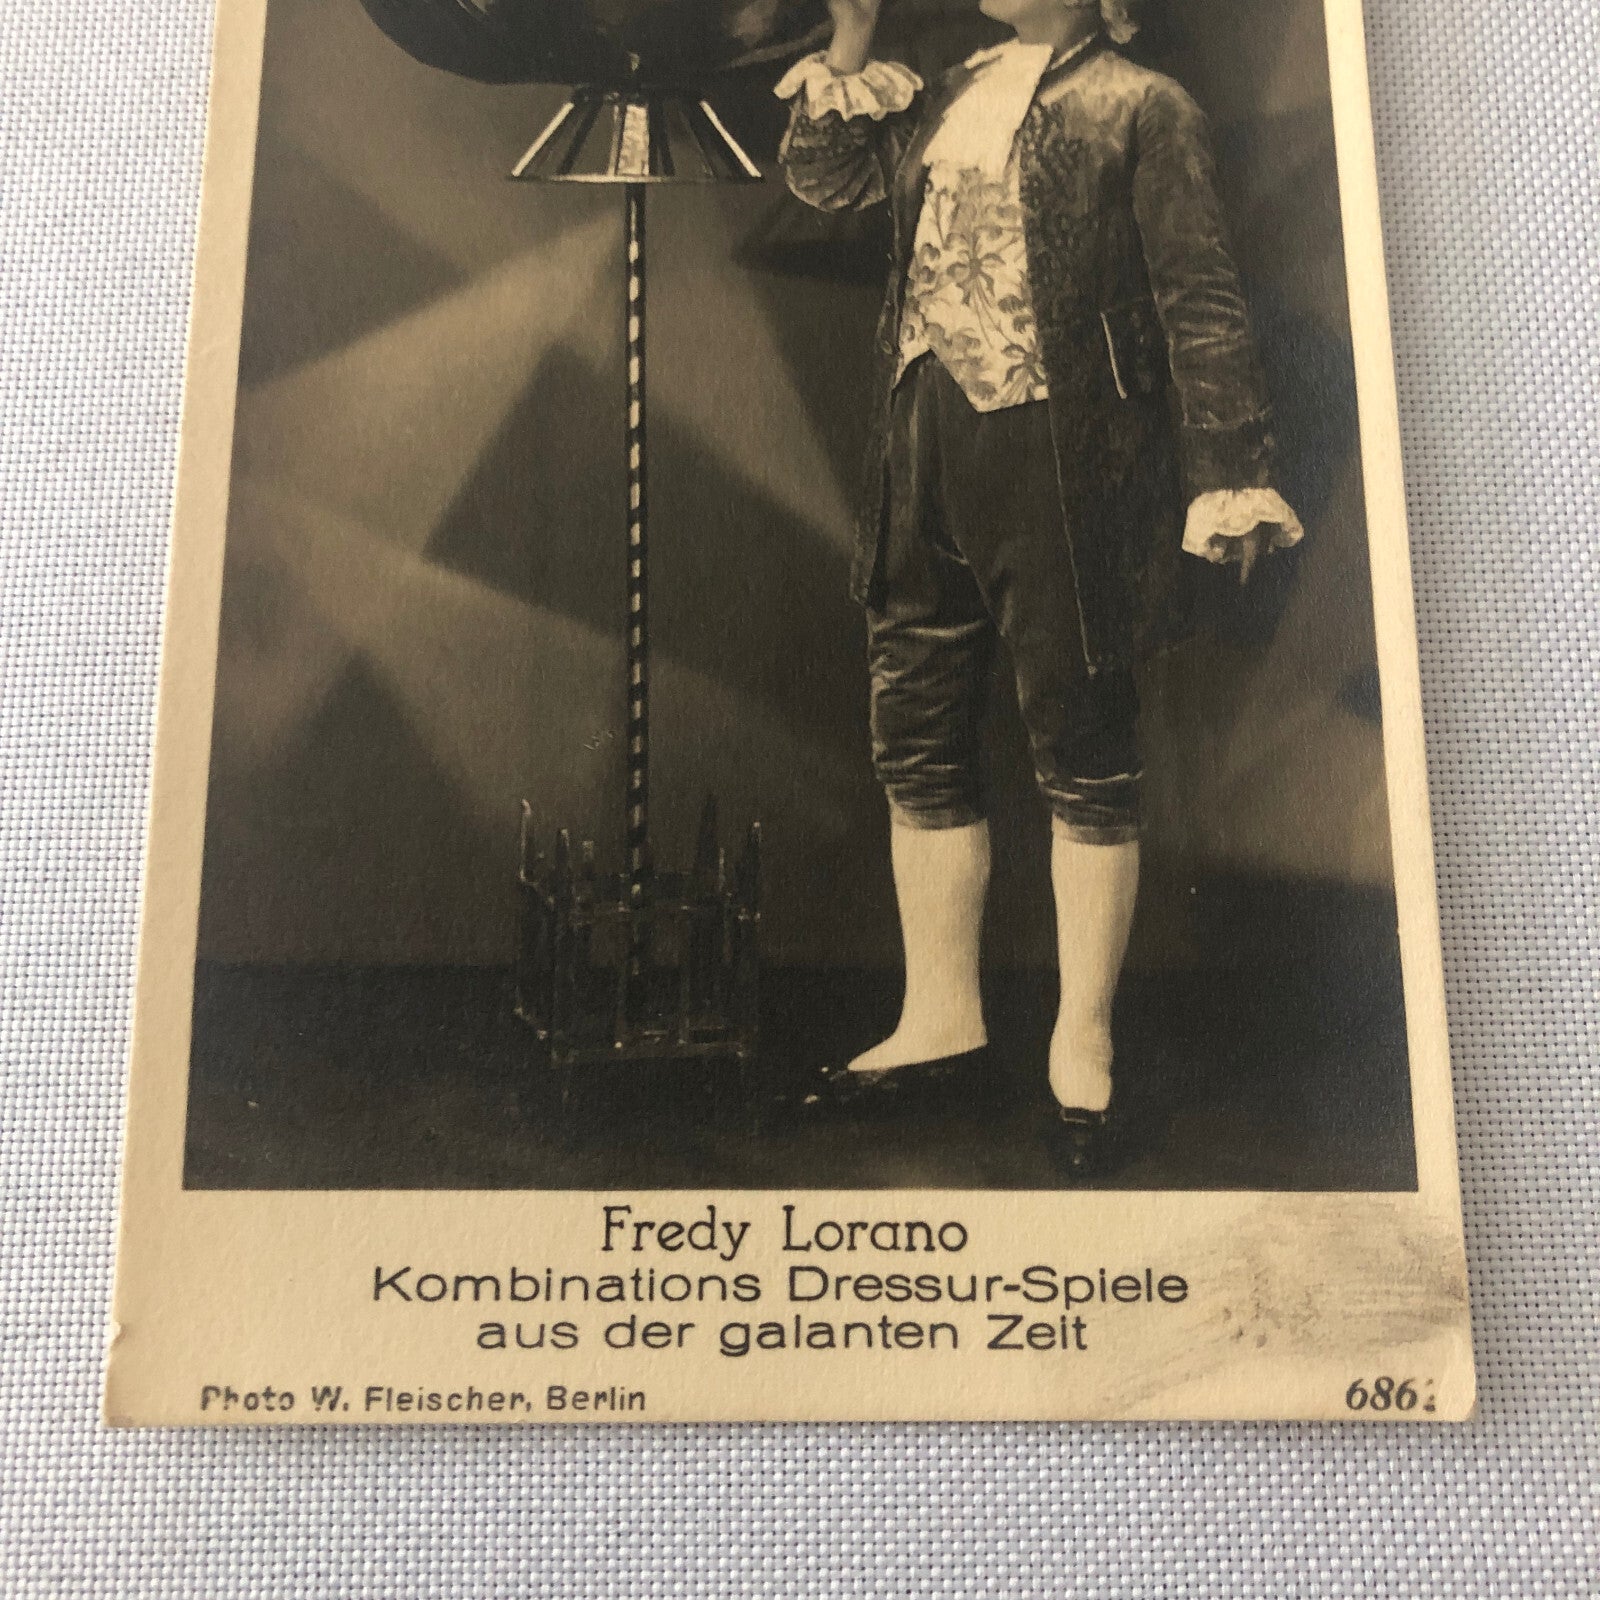 Fredy Lorano
Kombinations Dressur-Spiele
aus der galanten Zeit
Photo W. Fleischer, Berlin